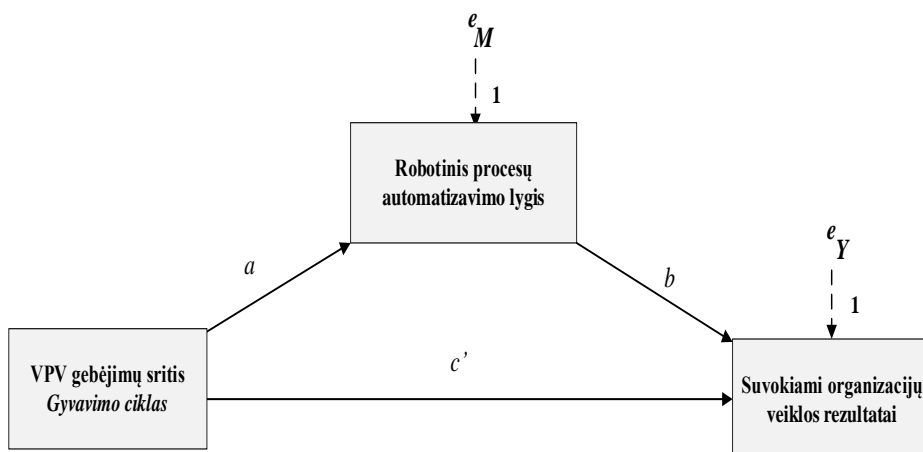 e
M
1
Robotinis procesų
automatizavimo lygis
e
Y
1
a
b
VPV gebėjimų sritis
Gyvavimo ciklas
c’
Suvokiami organizacijų
veiklos rezultatai